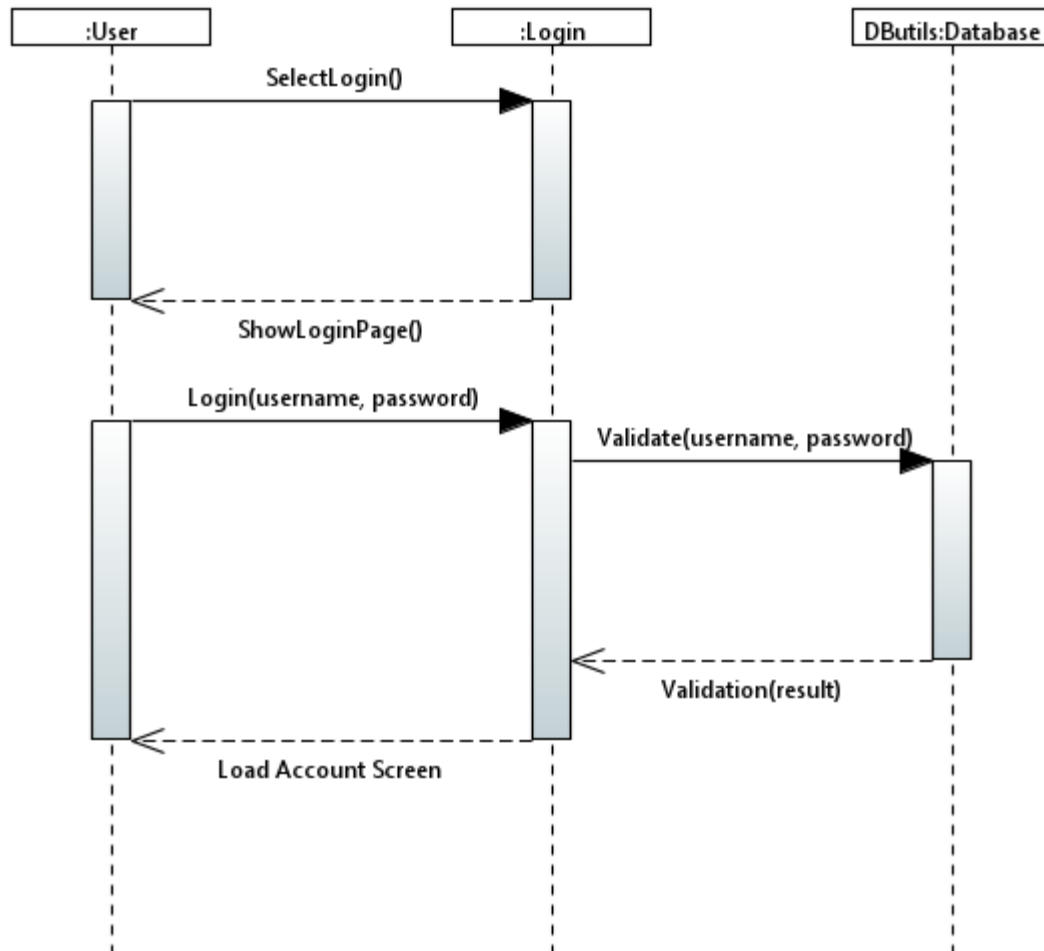 :User
:Login
DButils:Database
SelectLogin()
ShowLoginPage()
Login(username, password)
Validate(username, password)
Validation(result)
Load Account Screen